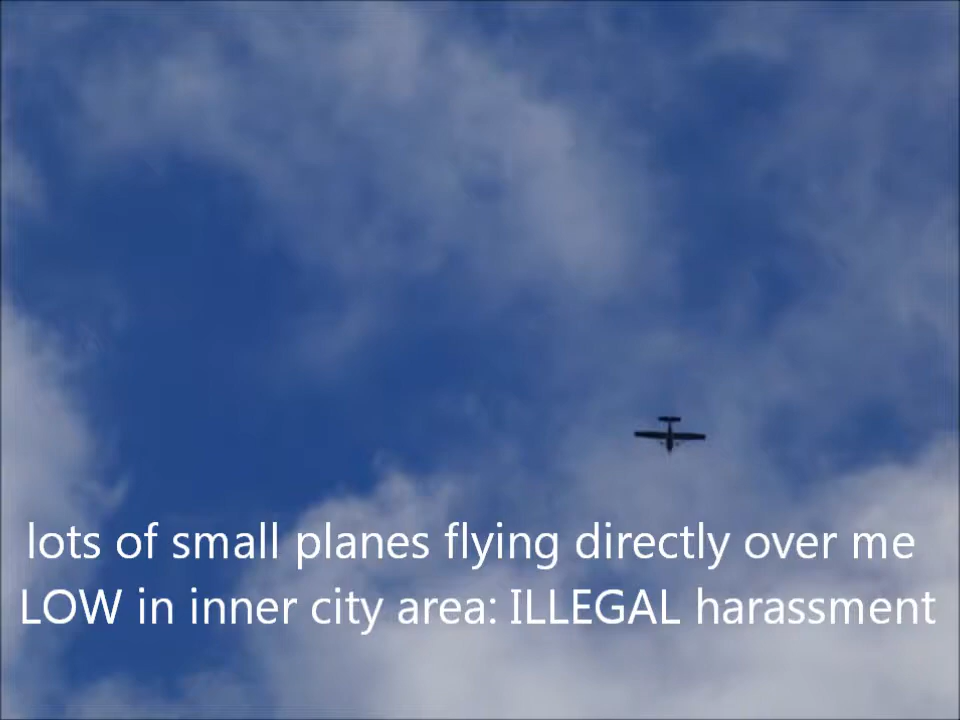 lots of small planes flying directly over me
LOW in inner city area: ILLEGAL harassment